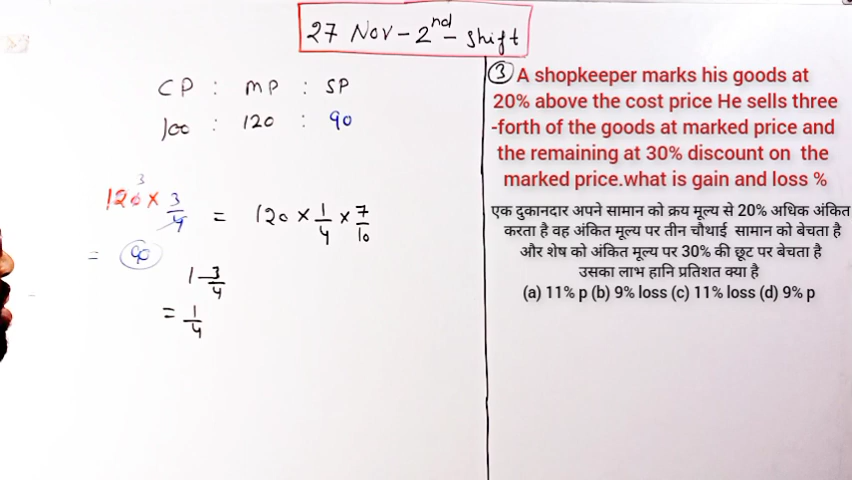 27 Nov - 2nd - shift
CP : MP : SP
100 : 120 : 90
120 × 3/4 = 120 × 1/4 × 7/10
3
= 90
1 - 3/4
= 1/4
③ A shopkeeper marks his goods at
20% above the cost price He sells three
-forth of the goods at marked price and
the remaining at 30% discount on the
marked price.what is gain and loss %
एक दुकानदार अपने सामान को क्रय मूल्य से 20% अधिक अंकित
करता है वह अंकित मूल्य पर तीन चौथाई सामान को बेचता है
और शेष को अंकित मूल्य पर 30% की छूट पर बेचता है
उसका लाभ हानि प्रतिशत क्या है
(a) 11% p (b) 9% loss (c) 11% loss (d) 9% p